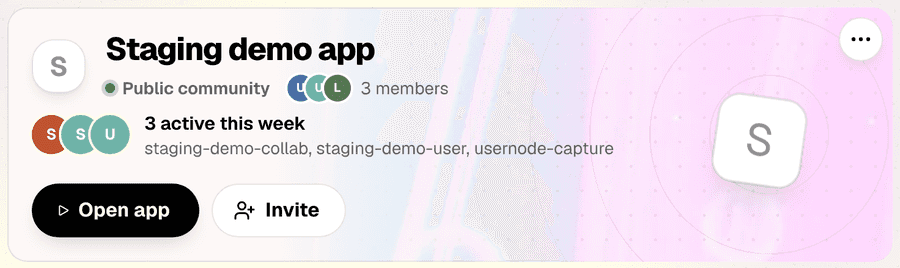 S
Staging demo app
Public community
U U L
3 members
S S U
3 active this week
staging-demo-collab, staging-demo-user, usernode-capture
Open app
Invite
S